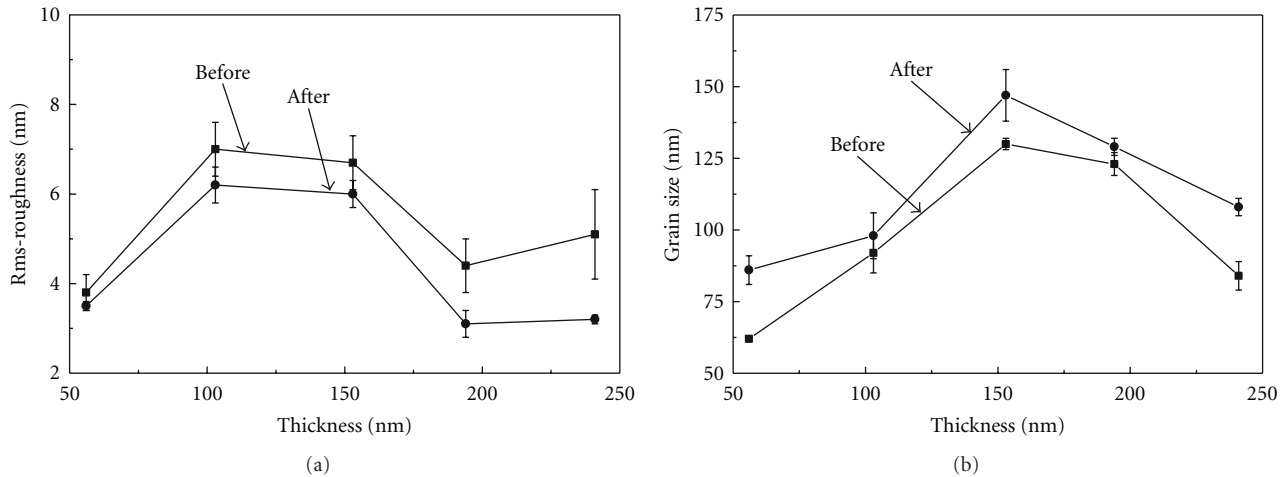 10
8
6
4
2
Rms-roughness (nm)
Before
After
50
100
150
200
250
Thickness (nm)
(a)
175
150
125
100
75
50
Grain size (nm)
After
Before
50
100
150
200
250
Thickness (nm)
(b)